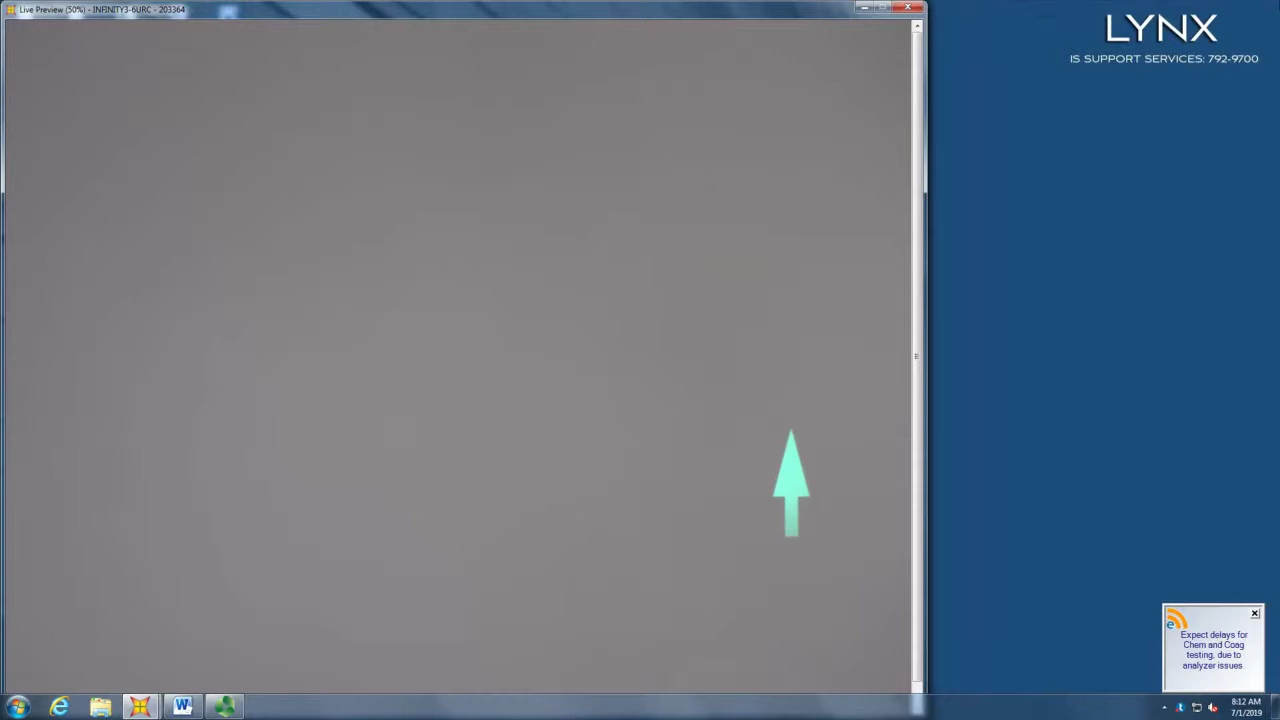 Live Preview (50%) - INFINITY3-6URC - 203364
LYNX
IS SUPPORT SERVICES: 792-9700
Expect delays for
Chem and Coag
testing, due to
analyzer issues
8:12 AM
7/1/2019